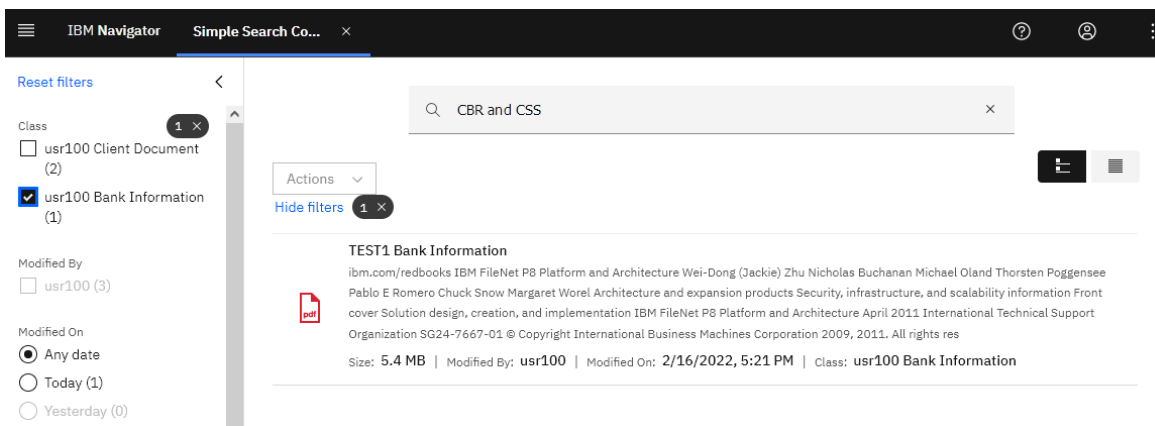 IBM Navigator
Simple Search Co...
Reset filters
Class
1
usr100 Client Document
(2)
usr100 Bank Information
(1)
Modified By
usr100 (3)
Modified On
Any date
Today (1)
Yesterday (0)
CBR and CSS
Actions
Hide filters 1
TEST1 Bank Information
ibm.com/redbooks IBM FileNet P8 Platform and Architecture Wei-Dong (Jackie) Zhu Nicholas Buchanan Michael Oland Thorsten Poggensee
Pablo E Romero Chuck Snow Margaret Worel Architecture and expansion products Security, infrastructure, and scalability information Front
cover Solution design, creation, and implementation IBM FileNet P8 Platform and Architecture April 2011 International Technical Support
Organization SG24-7667-01 © Copyright International Business Machines Corporation 2009, 2011. All rights res
pdf
Size: 5.4 MB | Modified By: usr100 | Modified On: 2/16/2022, 5:21 PM | Class: usr100 Bank Information